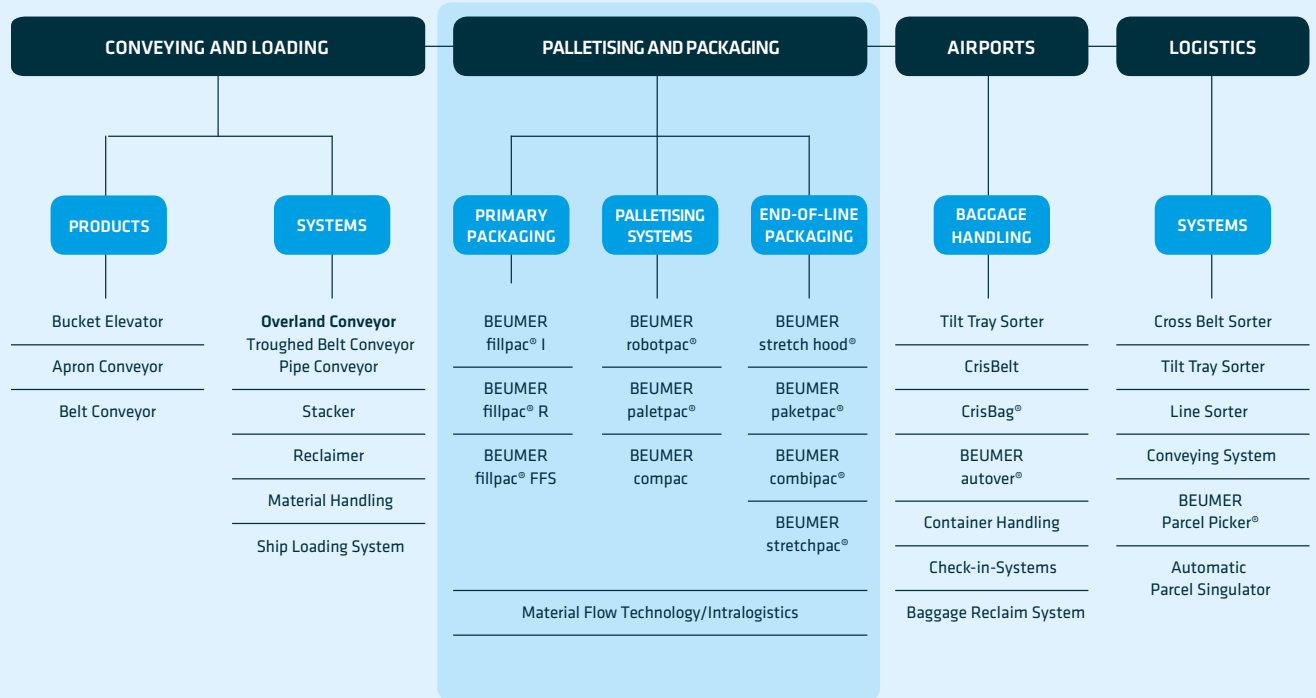 CONVEYING AND LOADING
PALLETISING AND PACKAGING
AIRPORTS
LOGISTICS
PRODUCTS
SYSTEMS
PRIMARY
PACKAGING
PALLETISING
SYSTEMS
END-OF-LINE
PACKAGING
BAGGAGE
HANDLING
SYSTEMS
Bucket Elevator
Apron Conveyor
Belt Conveyor
Overland Conveyor
Troughed Belt Conveyor
Pipe Conveyor
Stacker
Reclaimer
Material Handling
Ship Loading System
BEUMER
fillpac® I
BEUMER
fillpac® R
BEUMER
fillpac® FFS
BEUMER
robotpac®
BEUMER
paletpac®
BEUMER
compac
BEUMER
stretch hood®
BEUMER
paketpac®
BEUMER
combipac®
BEUMER
stretchpac®
Material Flow Technology/Intralogistics
Tilt Tray Sorter
CrisBelt
CrisBag®
BEUMER
autover®
Container Handling
Check-in-Systems
Baggage Reclaim System
Cross Belt Sorter
Tilt Tray Sorter
Line Sorter
Conveying System
BEUMER
Parcel Picker®
Automatic
Parcel Singulator